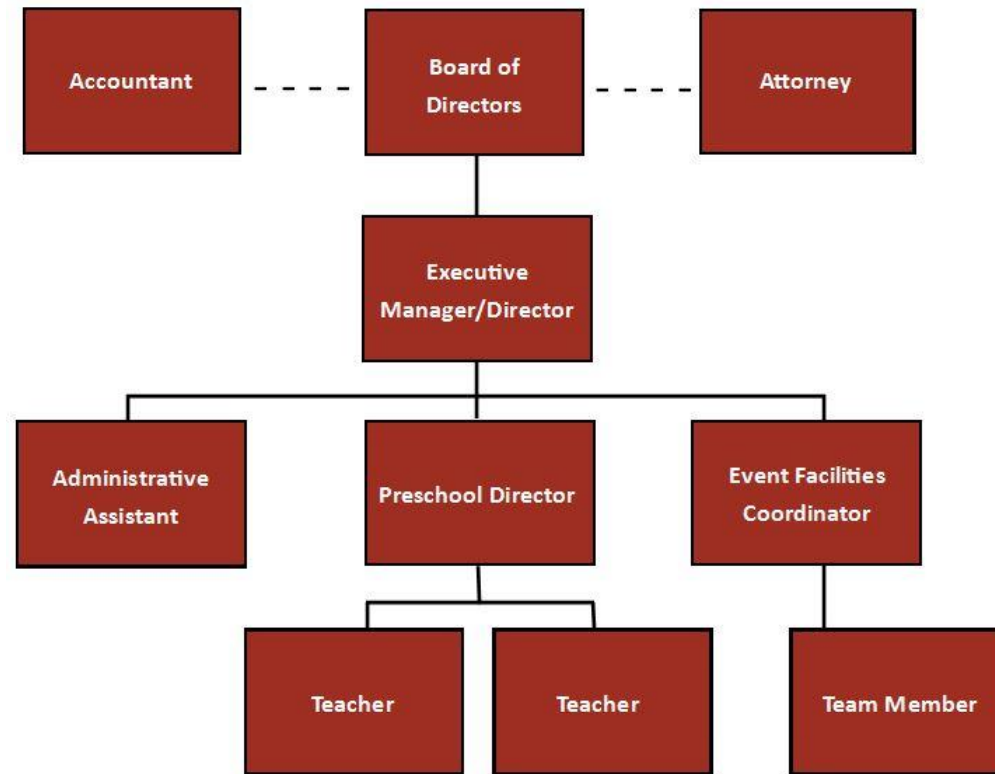 Accountant
Board of
Directors
Attorney
Executive
Manager/Director
Administrative
Assistant
Preschool Director
Event Facilities
Coordinator
Teacher
Teacher
Team Member